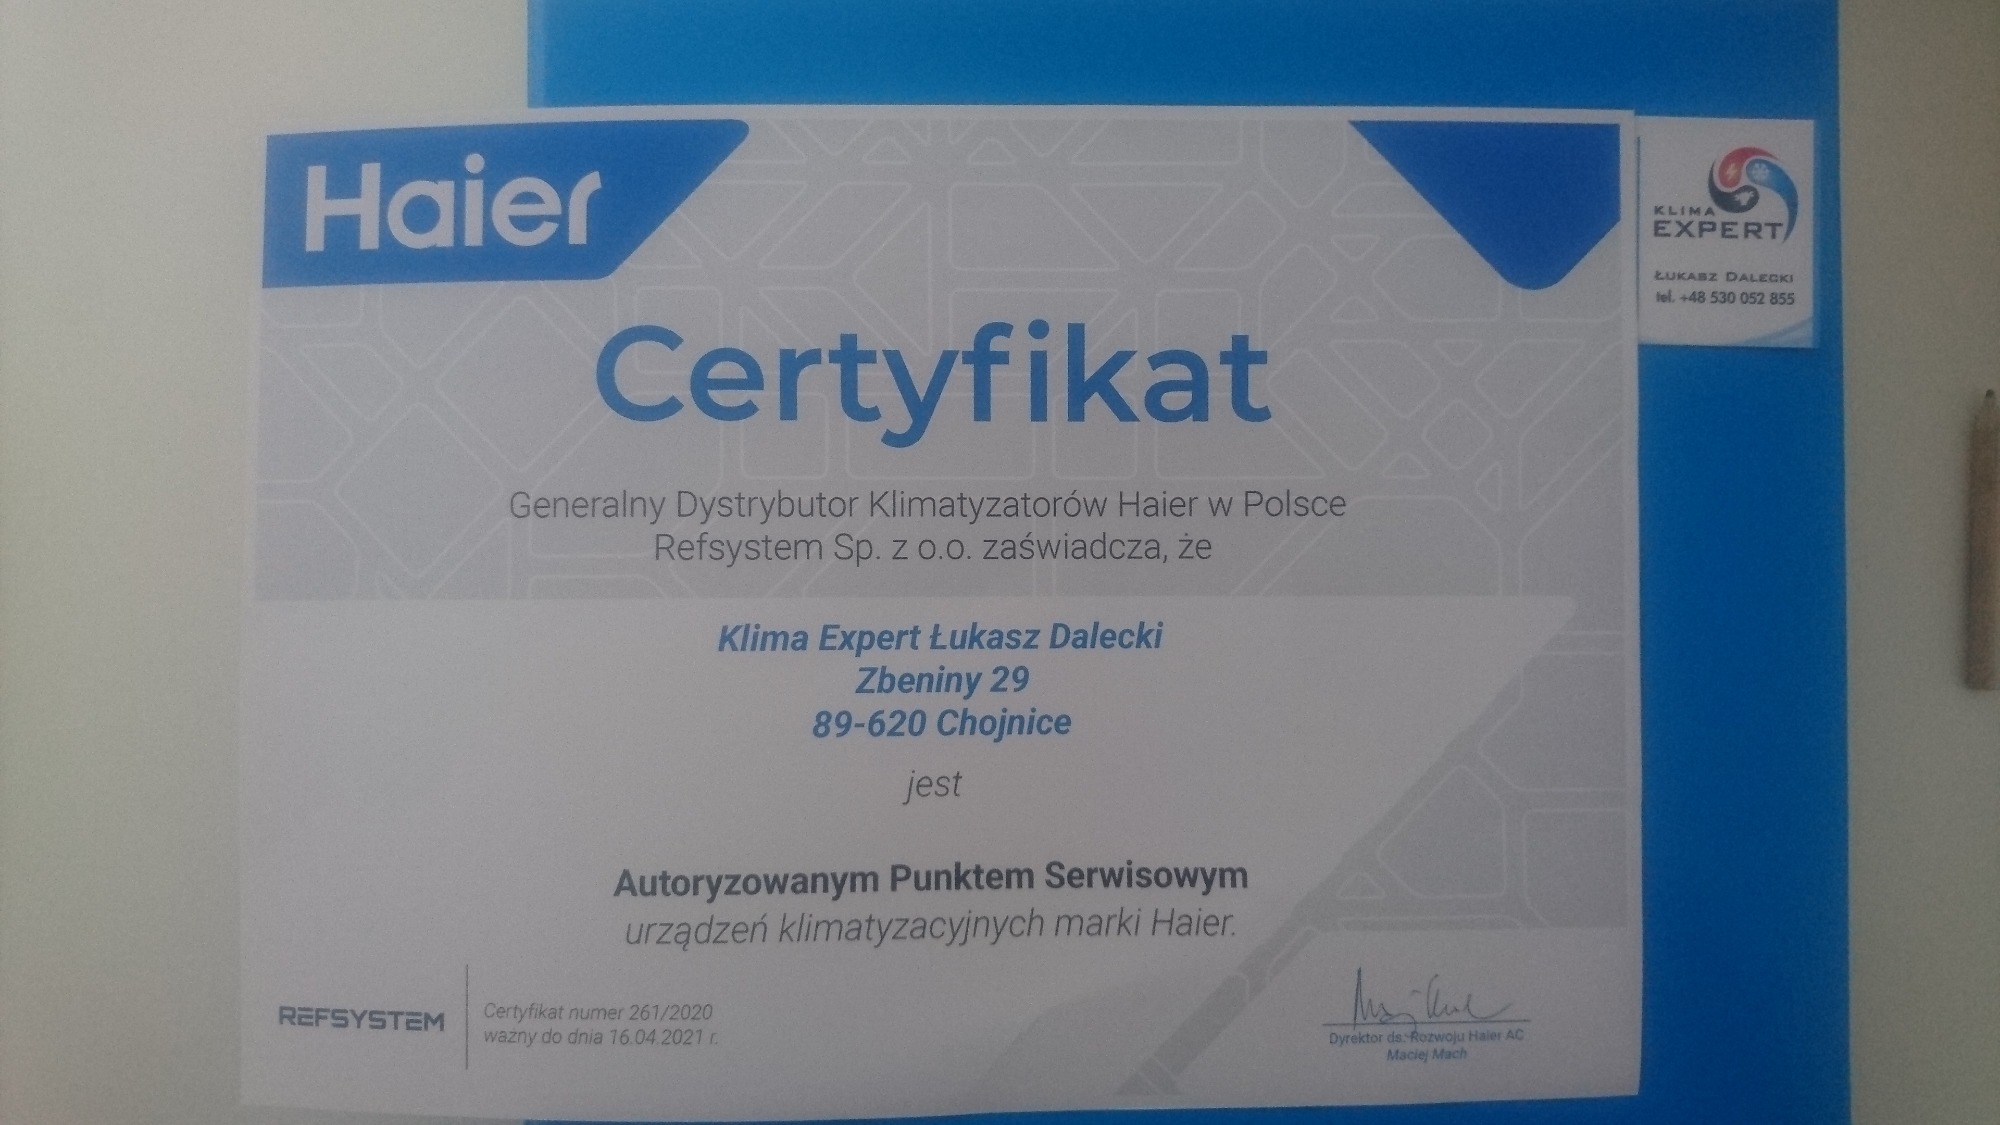 Haier
KLIMA
EXPERT
ŁUKASZ DALECKI
tel. +48 530 052 855
Certyfikat
Generalny Dystrybutor Klimatyzatorów Haier w Polsce
Refsystem Sp. z o.o. zaświadcza, że
Klima Expert Łukasz Dalecki
Zbeniny 29
89-620 Chojnice
jest
Autoryzowanym Punktem Serwisowym
urządzeń klimatyzacyjnych marki Haier.
REFSYSTEM
Certyfikat numer 261/2020
ważny do dnia 16.04.2021 r.
Dyrektor ds. Rozwoju Haier AC
Maciej Mach